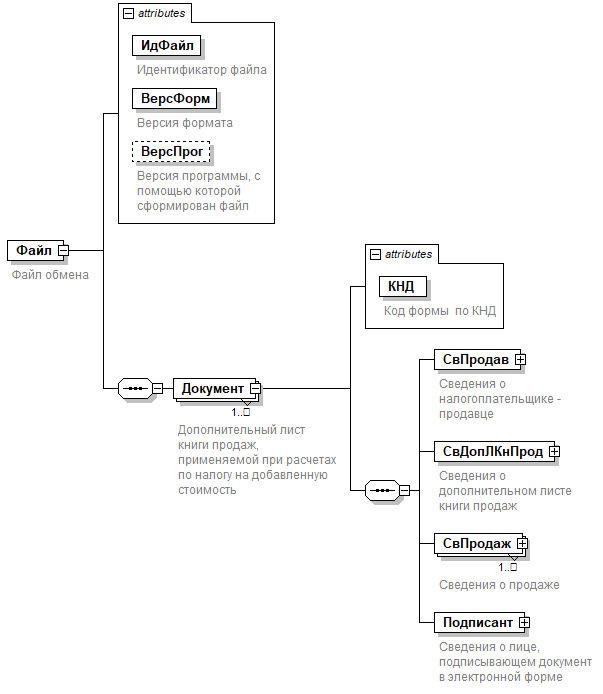 attributes
ИдФайл
Идентификатор файла
ВерсФорм
Версия формата
ВерсПрог
Версия программы, с
помощью которой
сформирован файл
Файл
Файл обмена
Документ
1..
Дополнительный лист
книги продаж,
применяемой при расчетах
по налогу на добавленную
стоимость
attributes
КНД
Код формы по КНД
СвПродав
Сведения о
налогоплательщике -
продавце
СвДопЛКнПрод
Сведения о
дополнительном листе
книги продаж
СвПродаж
1..
Сведения о продаже
Подписант
Сведения о лице,
подписывающем документ
в электронной форме